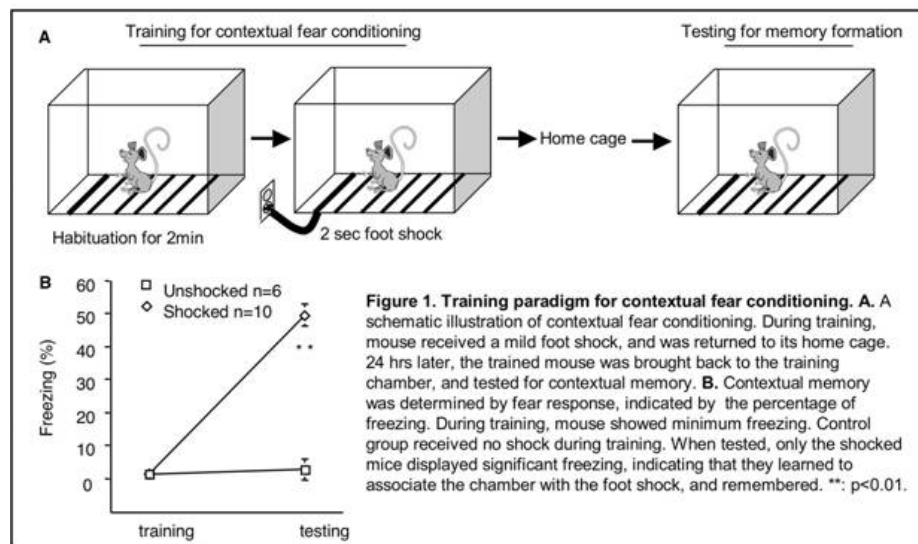 A
Training for contextual fear conditioning
Testing for memory formation
Home cage
Habituation for 2min
2 sec foot shock
B
60
50
40
30
20
10
0
Freezing (%)
Unshocked n=6
Shocked n=10
* *
training
testing
Figure 1. Training paradigm for contextual fear conditioning. A. A
schematic illustration of contextual fear conditioning. During training,
mouse received a mild foot shock, and was returned to its home cage.
24 hrs later, the trained mouse was brought back to the training
chamber, and tested for contextual memory. B. Contextual memory
was determined by fear response, indicated by the percentage of
freezing. During training, mouse showed minimum freezing. Control
group received no shock during training. When tested, only the shocked
mice displayed significant freezing, indicating that they learned to
associate the chamber with the foot shock, and remembered. **: p<0.01.